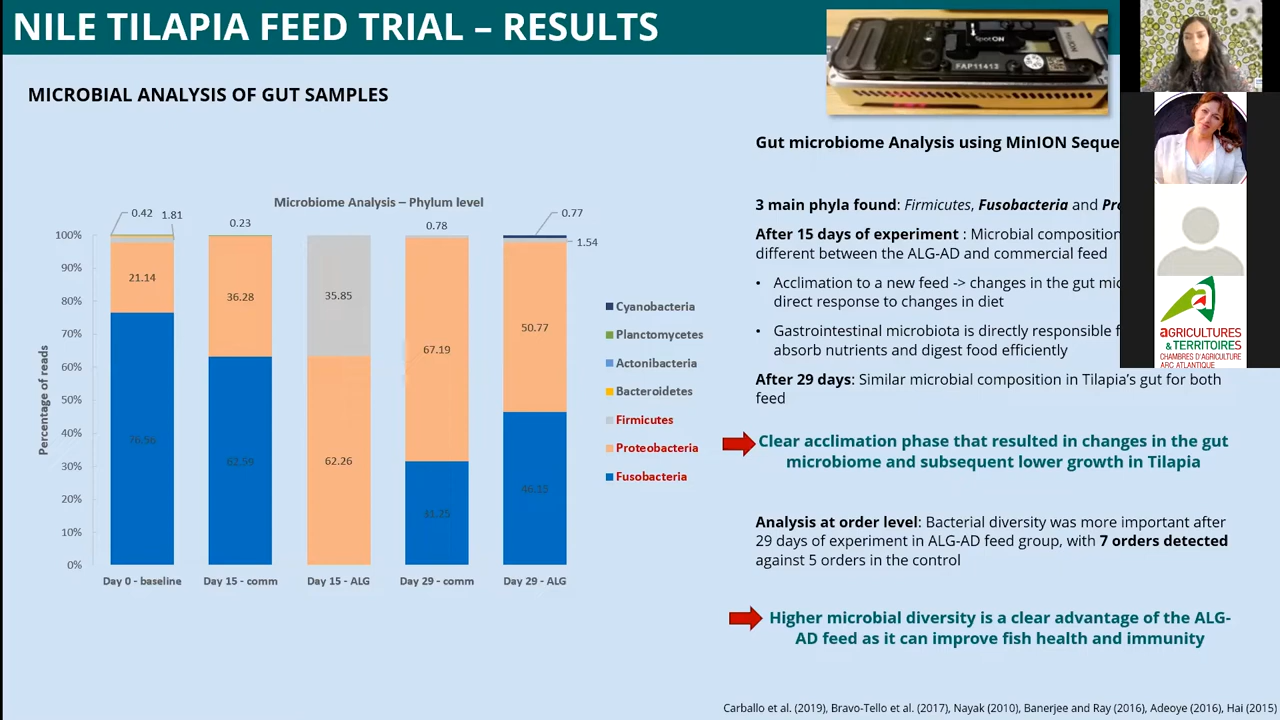 NILE TILAPIA FEED TRIAL – RESULTS
MICROBIAL ANALYSIS OF GUT SAMPLES
SpotON
MinION
FAP11413
Gut microbiome Analysis using MinION Seque
3 main phyla found: Firmicutes, Fusobacteria and Pro
After 15 days of experiment : Microbial composition
different between the ALG-AD and commercial feed
• Acclimation to a new feed -> changes in the gut mic
direct response to changes in diet
• Gastrointestinal microbiota is directly responsible f
absorb nutrients and digest food efficiently
After 29 days: Similar microbial composition in Tilapia's gut for both
feed
Clear acclimation phase that resulted in changes in the gut
microbiome and subsequent lower growth in Tilapia
Analysis at order level: Bacterial diversity was more important after
29 days of experiment in ALG-AD feed group, with 7 orders detected
against 5 orders in the control
Higher microbial diversity is a clear advantage of the ALG-
AD feed as it can improve fish health and immunity
Carballo et al. (2019), Bravo-Tello et al. (2017), Nayak (2010), Banerjee and Ray (2016), Adeoye (2016), Hai (2015)
Microbiome Analysis – Phylum level
Percentage of reads
100%
90%
80%
70%
60%
50%
40%
30%
20%
10%
0%
0.42
1.81
21.14
76.56
0.23
36.28
62.59
35.85
62.26
0.78
67.19
31.25
0.77
1.54
50.77
46.15
Day 0 - baseline
Day 15 - comm
Day 15 - ALG
Day 29 - comm
Day 29 - ALG
Cyanobacteria
Planctomycetes
Actonibacteria
Bacteroidetes
Firmicutes
Proteobacteria
Fusobacteria
aGRICULTURES
& TERRITOIRES
CHAMBRES D'AGRICULTURE
ARC ATLANTIQUE